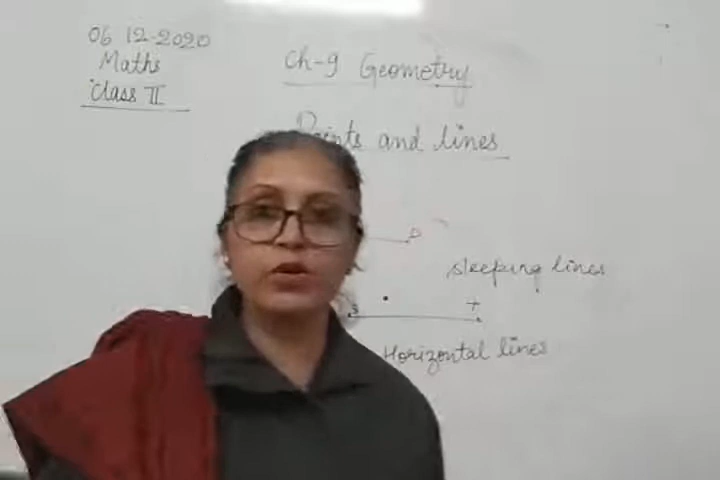 06 12-2020
Maths
Class II
Ch-9 Geometry
Points and lines
D
sleeping lines
S
t
Horizontal lines